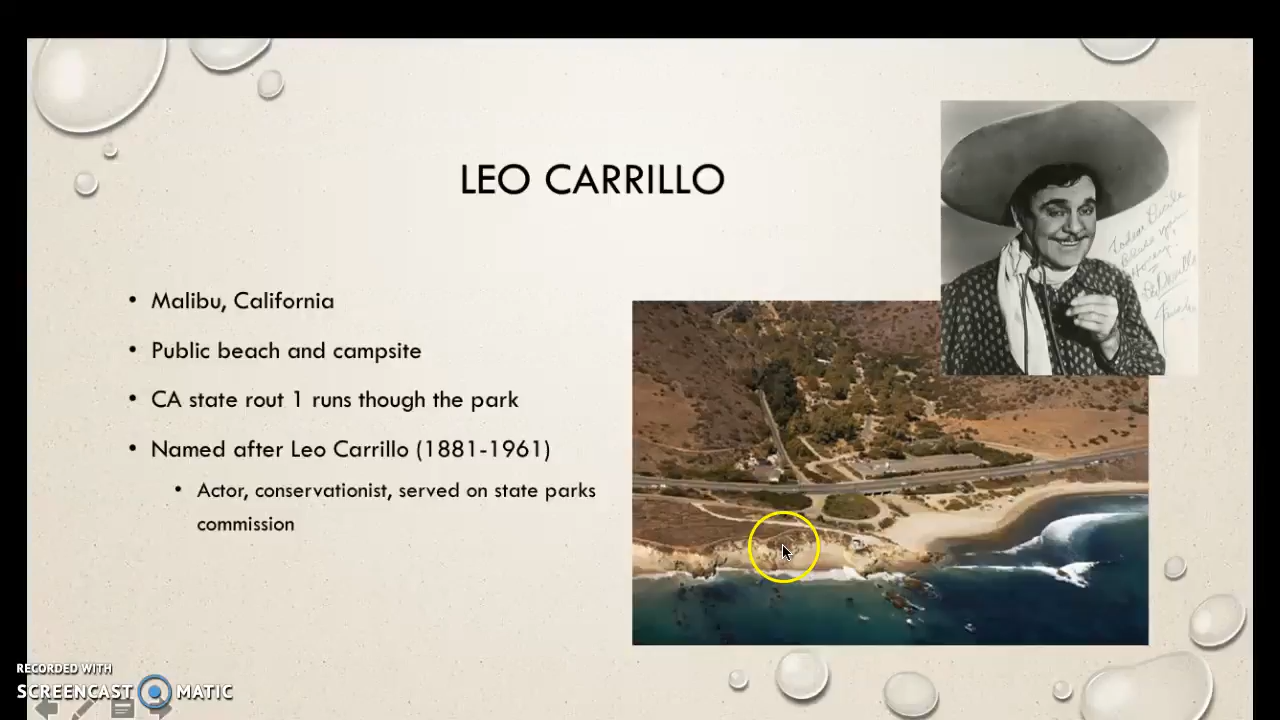 LEO CARRILLO
• Malibu, California
• Public beach and campsite
• CA state rout 1 runs though the park
• Named after Leo Carrillo (1881-1961)
• Actor, conservationist, served on state parks
commission
RECORDED WITH
SCREENCAST MATIC